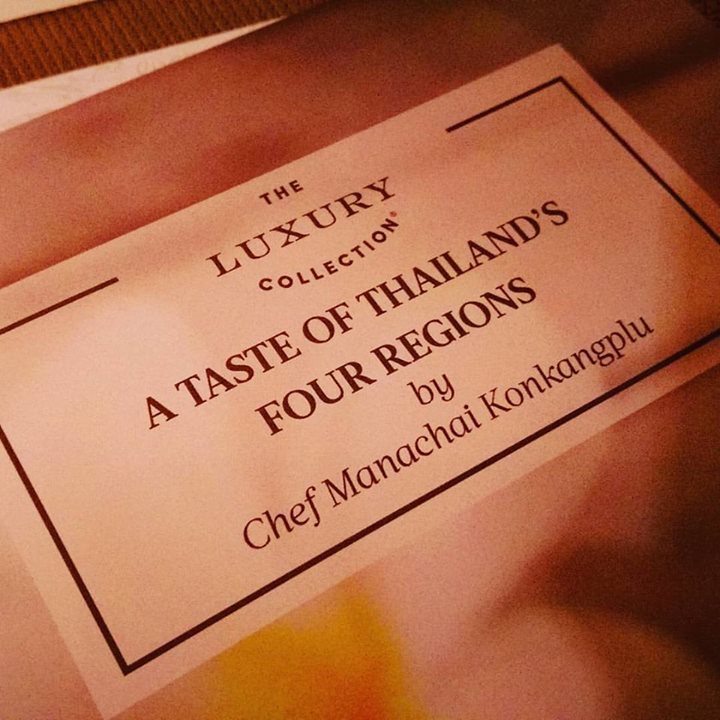 THE
LUXURY
COLLECTION®
A TASTE OF THAILAND'S
FOUR REGIONS
by
Chef Manachai Konkangplu